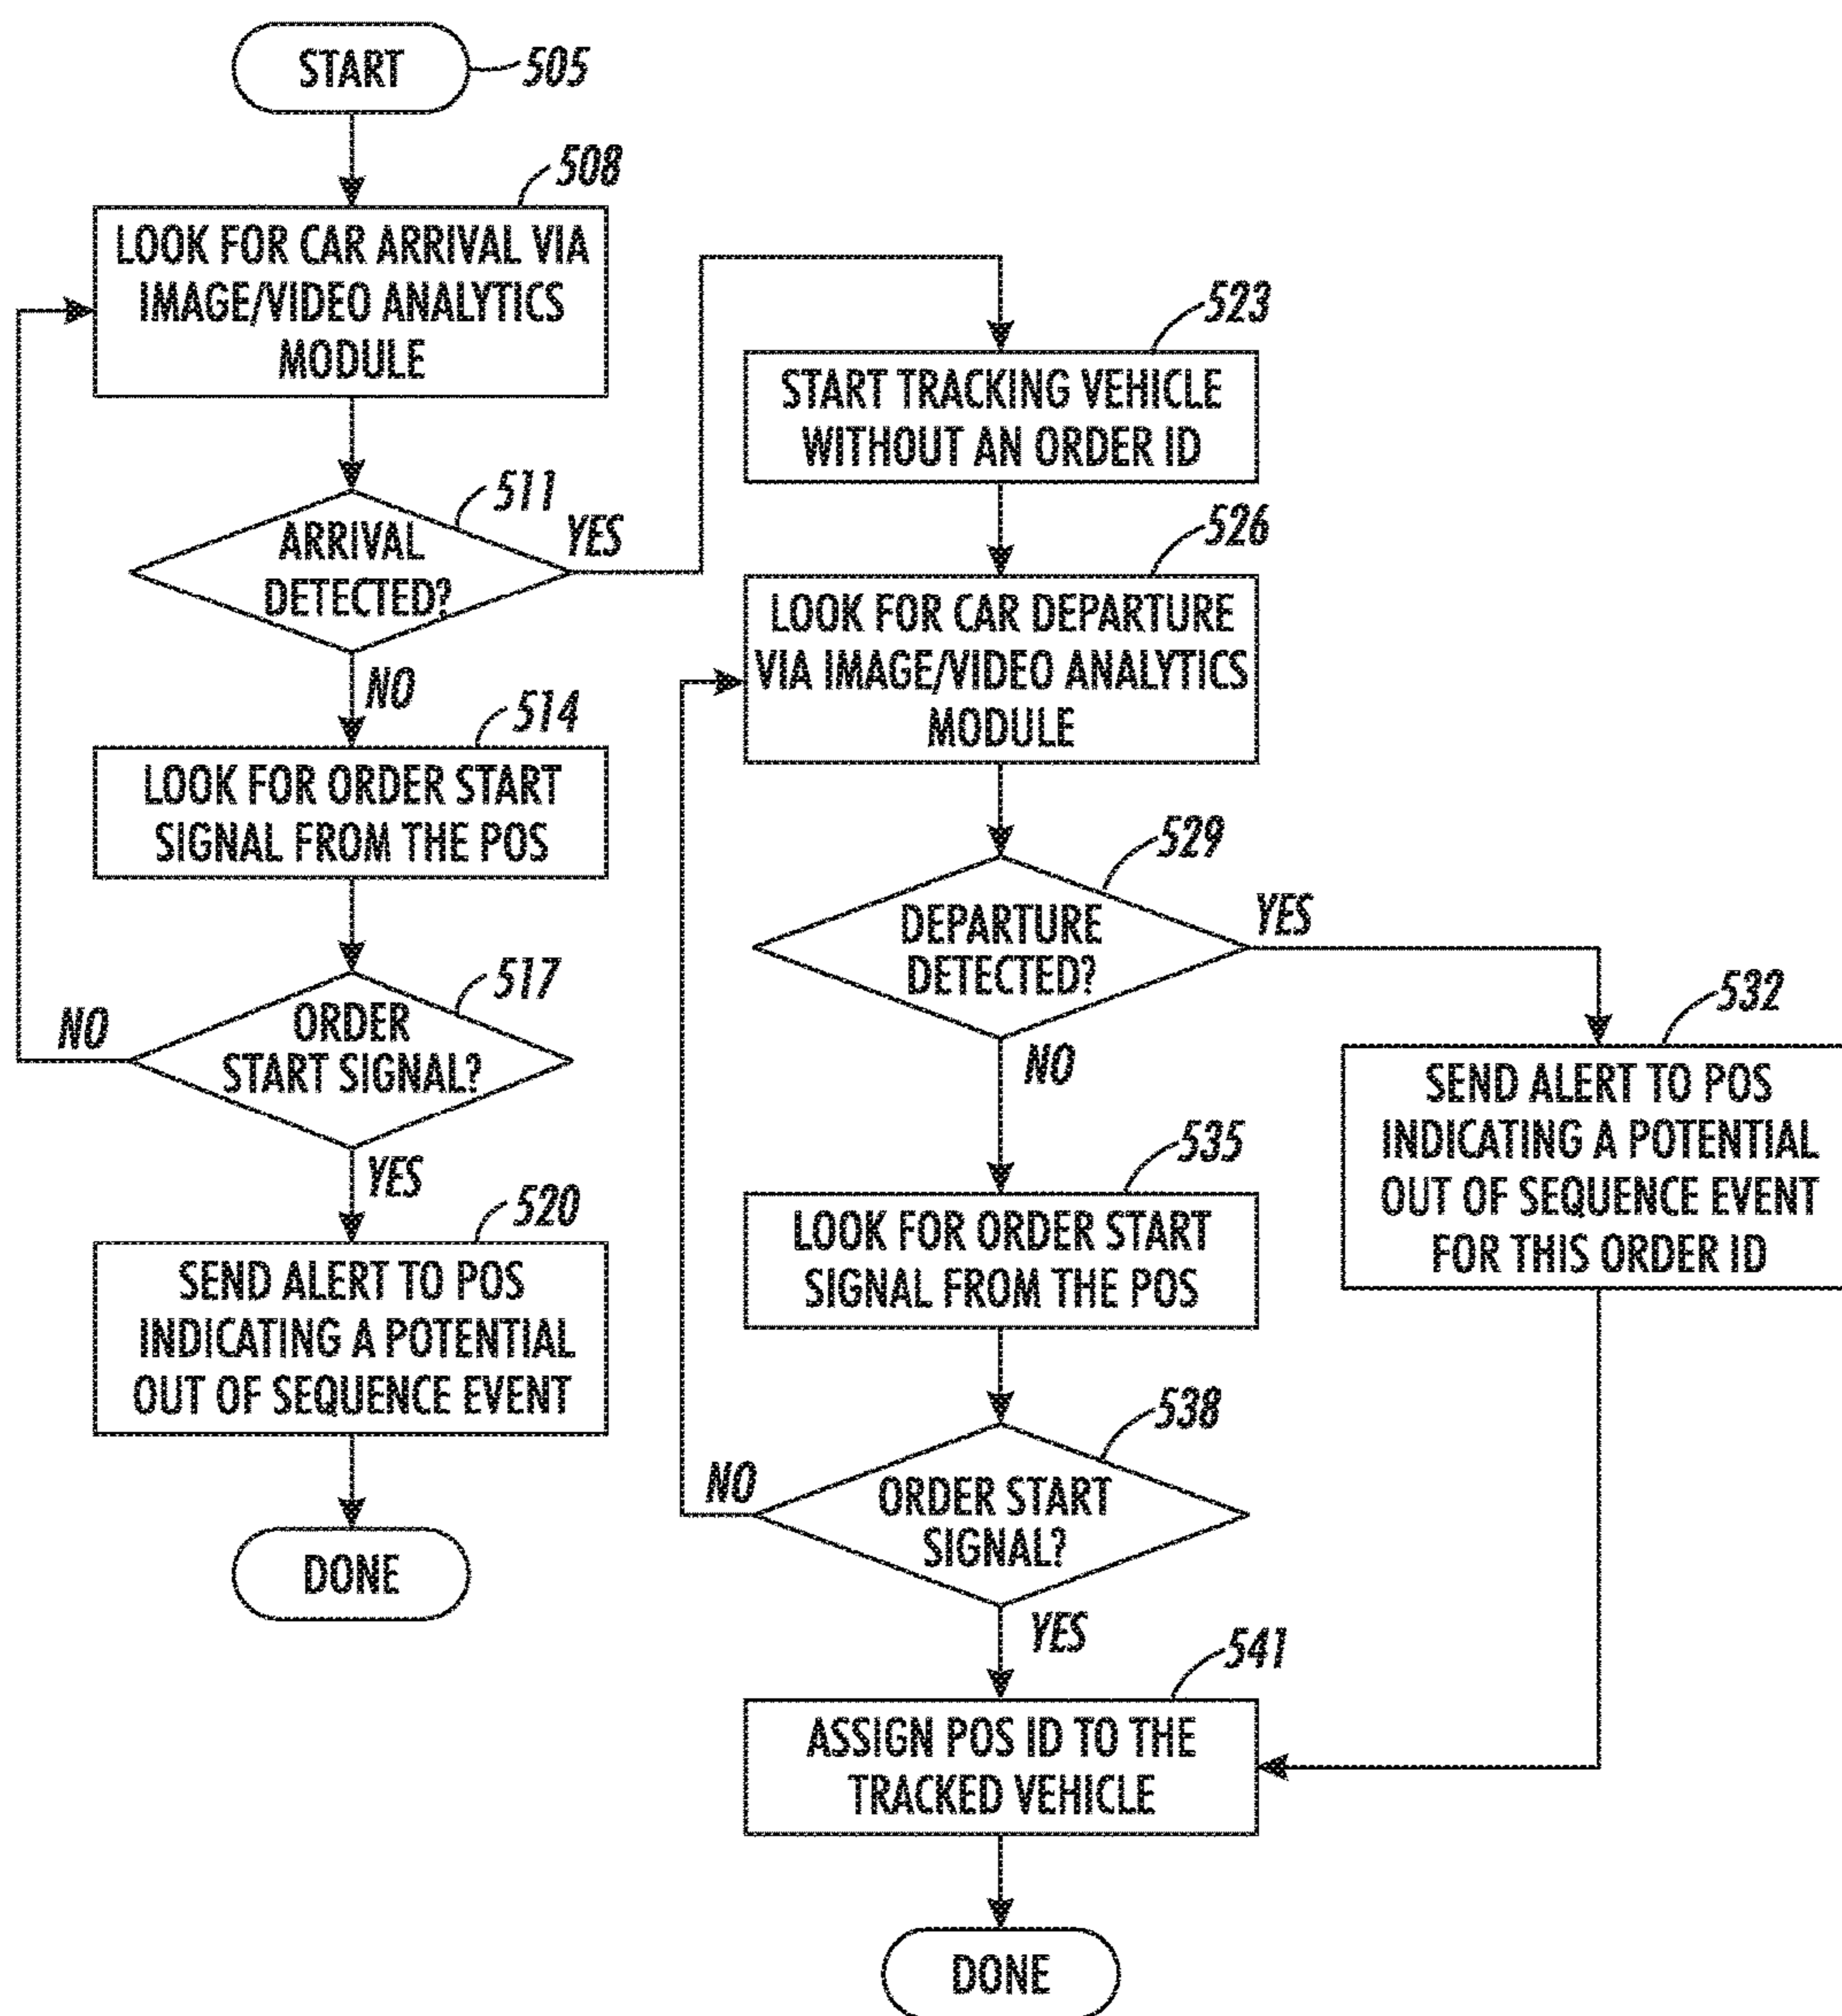 START
505
508
LOOK FOR CAR ARRIVAL VIA
IMAGE/VIDEO ANALYTICS
MODULE
511
ARRIVAL
DETECTED?
YES
NO
514
LOOK FOR ORDER START
SIGNAL FROM THE POS
517
ORDER
START SIGNAL?
NO
YES
520
SEND ALERT TO POS
INDICATING A POTENTIAL
OUT OF SEQUENCE EVENT
DONE
523
START TRACKING VEHICLE
WITHOUT AN ORDER ID
526
LOOK FOR CAR DEPARTURE
VIA IMAGE/VIDEO ANALYTICS
MODULE
529
DEPARTURE
DETECTED?
YES
NO
532
SEND ALERT TO POS
INDICATING A POTENTIAL
OUT OF SEQUENCE EVENT
FOR THIS ORDER ID
535
LOOK FOR ORDER START
SIGNAL FROM THE POS
538
ORDER START
SIGNAL?
NO
YES
541
ASSIGN POS ID TO THE
TRACKED VEHICLE
DONE